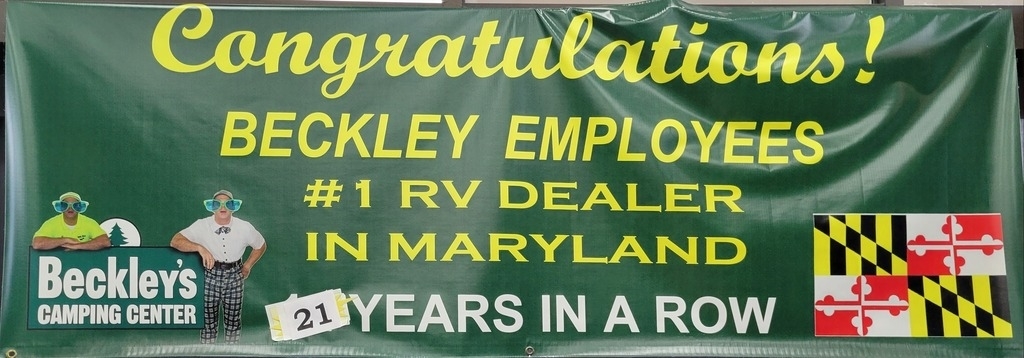 Congratulations!
BECKLEY EMPLOYEES
#1 RV DEALER
IN MARYLAND
21 YEARS IN A ROW
Beckley's
CAMPING CENTER